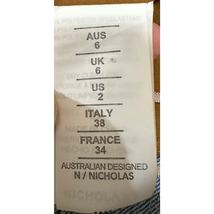 AUS
6
UK
6
US
2
ITALY
38
FRANCE
34
AUSTRALIAN DESIGNED
N / NICHOLAS